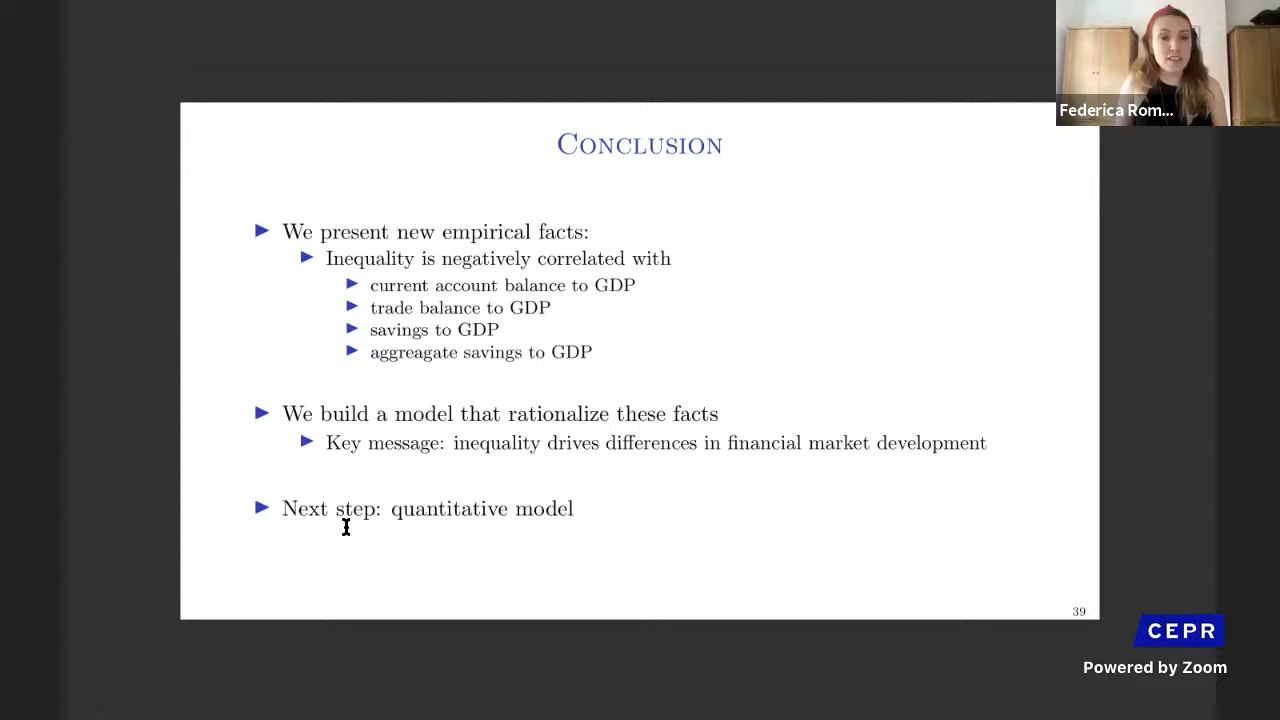 Federica Rom...
CONCLUSION
We present new empirical facts:
Inequality is negatively correlated with
current account balance to GDP
trade balance to GDP
savings to GDP
aggreagate savings to GDP
We build a model that rationalize these facts
Key message: inequality drives differences in financial market development
Next step: quantitative model
39
CEPR
Powered by Zoom